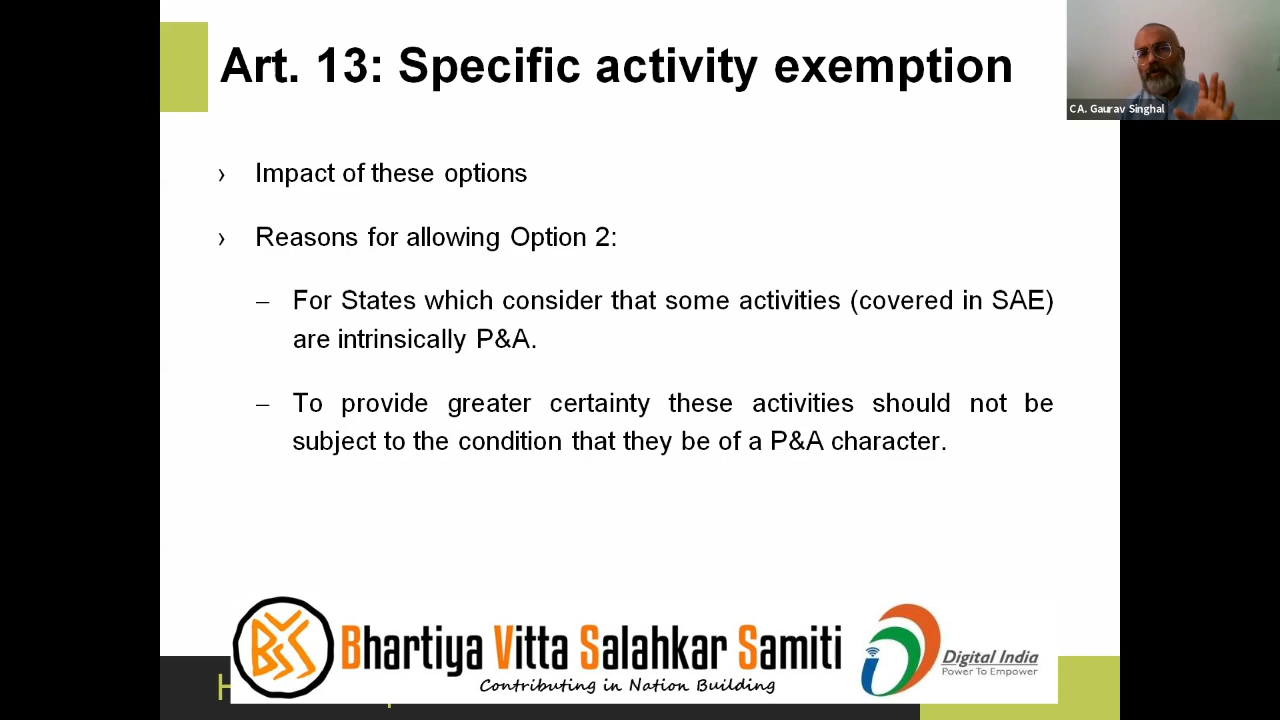 Art. 13: Specific activity exemption
CA. Gaurav Singhal
› Impact of these options
› Reasons for allowing Option 2:
– For States which consider that some activities (covered in SAE)
are intrinsically P&A.
– To provide greater certainty these activities should not be
subject to the condition that they be of a P&A character.
BVSS
Bhartiya Vitta Salahkar Samiti
Contributing in Nation Building
Digital India
Power To Empower